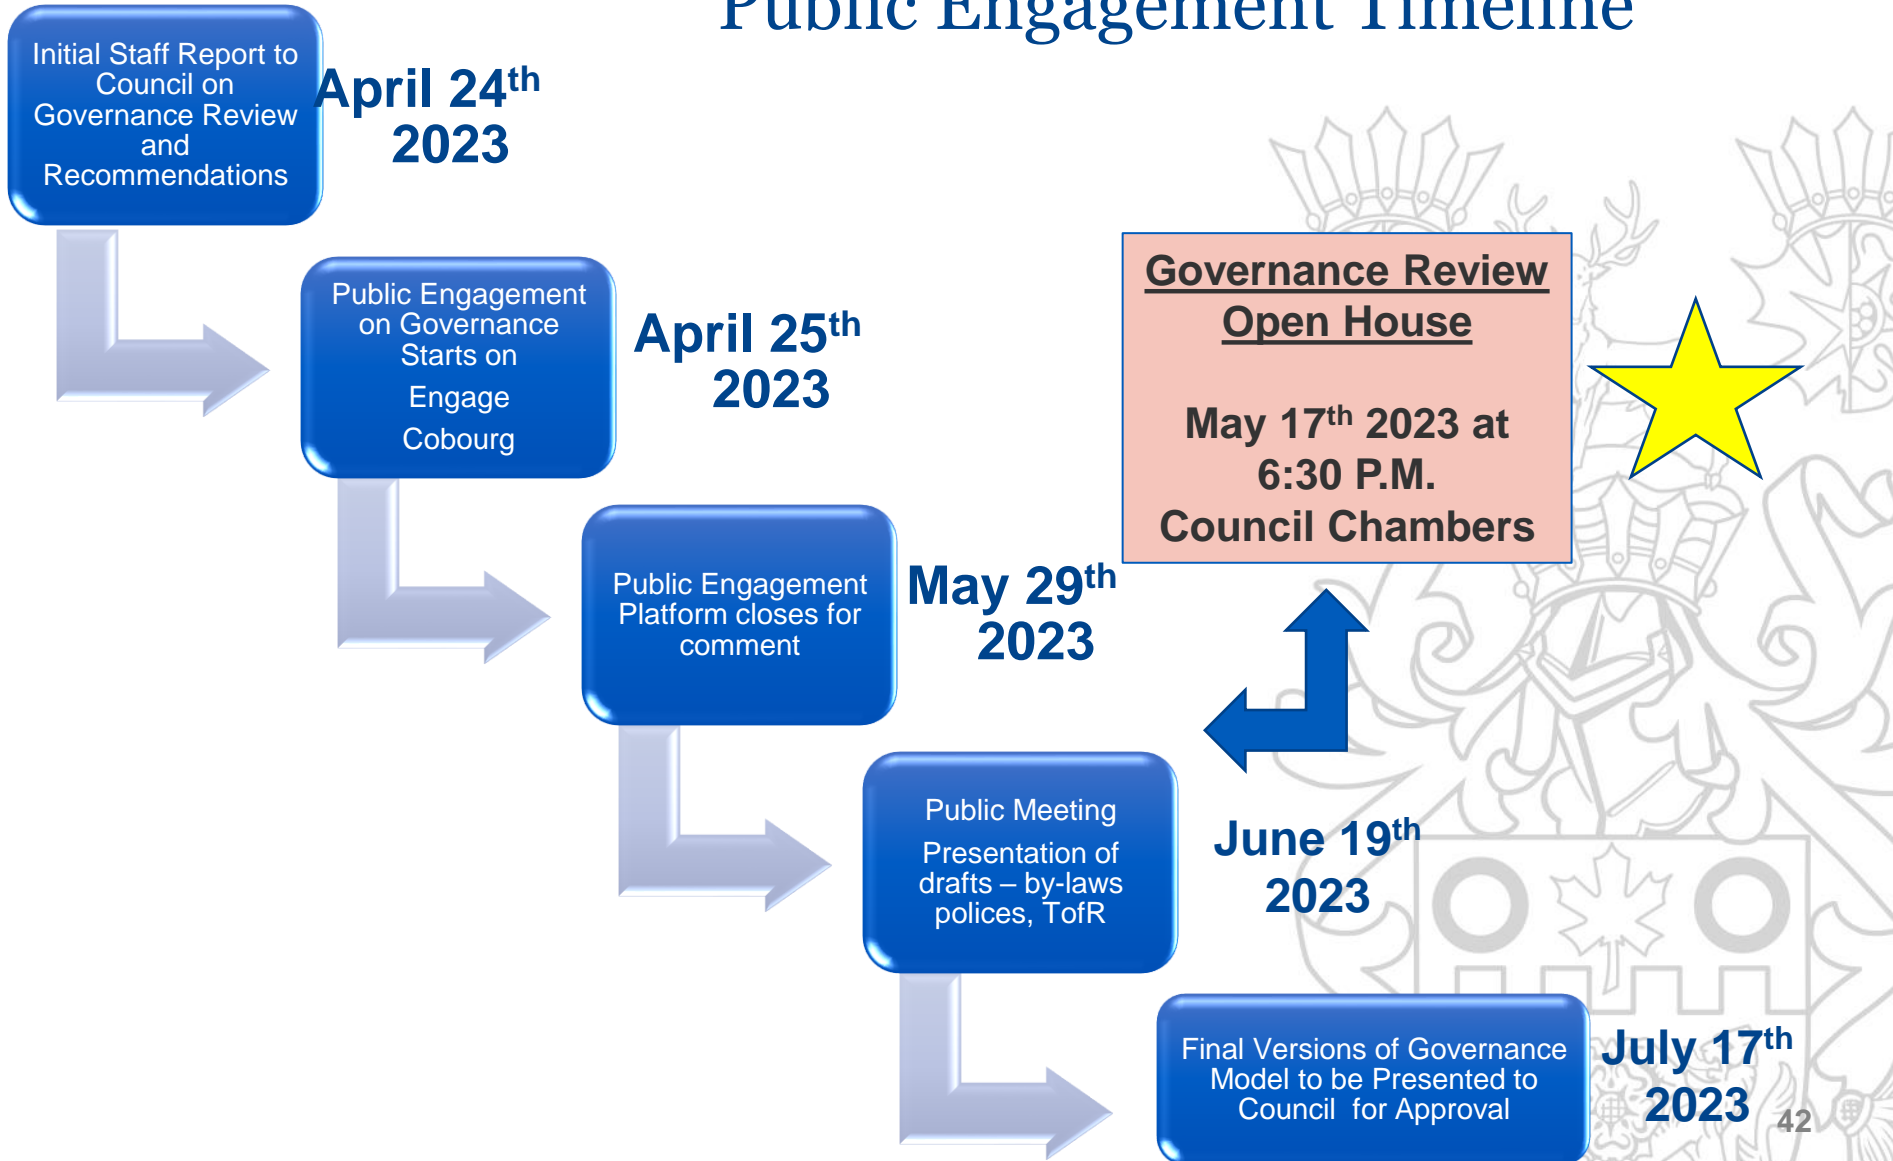 Public Engagement Timeline
Initial Staff Report to
Council on
Governance Review
and
Recommendations
April 24th
2023
Public Engagement
on Governance
Starts on
Engage
Cobourg
April 25th
2023
Governance Review
Open House
May 17th 2023 at
6:30 P.M.
Council Chambers
Public Engagement
Platform closes for
comment
May 29th
2023
Public Meeting
Presentation of
drafts – by-laws
polices, TofR
June 19th
2023
Final Versions of Governance
Model to be Presented to
Council for Approval
July 17th
2023
42